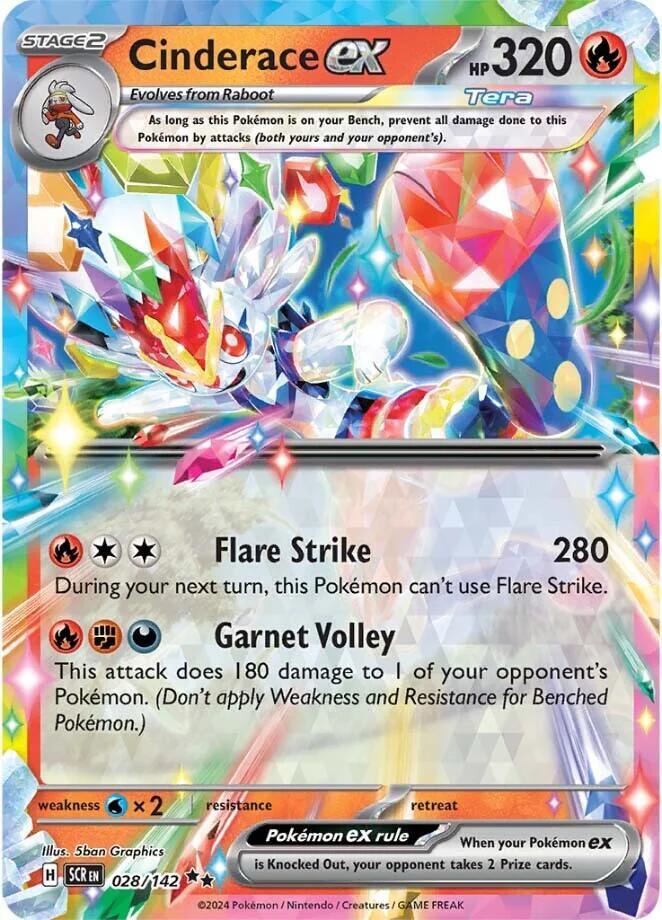 STAGE2
Cinderace ex
HP 320
Evolves from Raboot
Tera
As long as this Pokémon is on your Bench, prevent all damage done to this
Pokémon by attacks (both yours and your opponent's).
Flare Strike 280
During your next turn, this Pokémon can't use Flare Strike.
Garnet Volley
This attack does 180 damage to 1 of your opponent's
Pokémon. (Don't apply Weakness and Resistance for Benched
Pokémon.)
weakness ×2 resistance retreat
Illus. 5ban Graphics
H SCR EN 028/142
Pokémon ex rule
When your Pokémon ex
is Knocked Out, your opponent takes 2 Prize cards.
©2024 Pokémon / Nintendo / Creatures / GAME FREAK